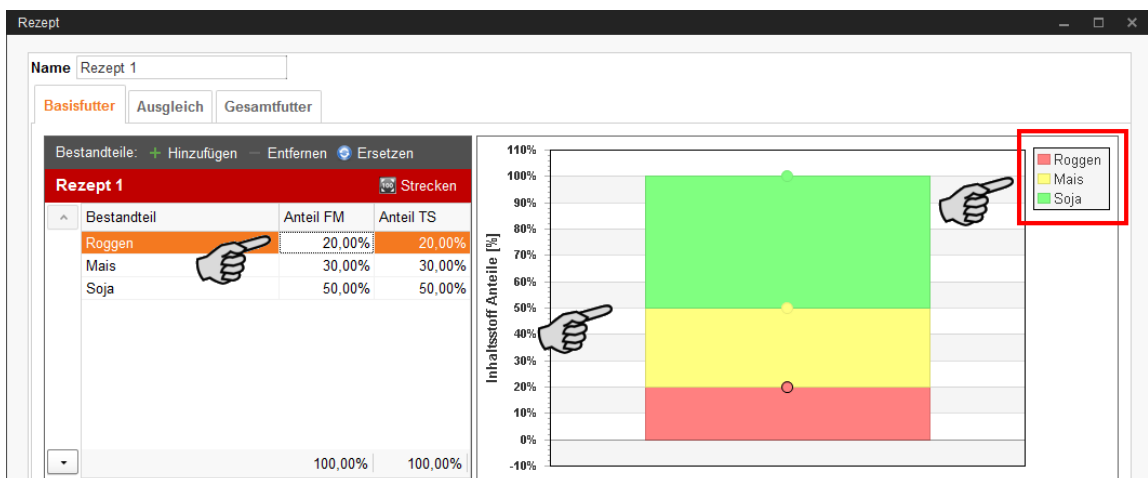 Rezept
Name Rezept 1
Basisfutter Ausgleich Gesamtfutter
Bestandteile: + Hinzufügen − Entfernen Ersetzen
Rezept 1 100 Strecken
Bestandteil Anteil FM Anteil TS
Roggen 20,00% 20,00%
Mais 30,00% 30,00%
Soja 50,00% 50,00%
100,00% 100,00%
Inhaltsstoff Anteile [%]
110%
100%
90%
80%
70%
60%
50%
40%
30%
20%
10%
0%
-10%
Roggen
Mais
Soja